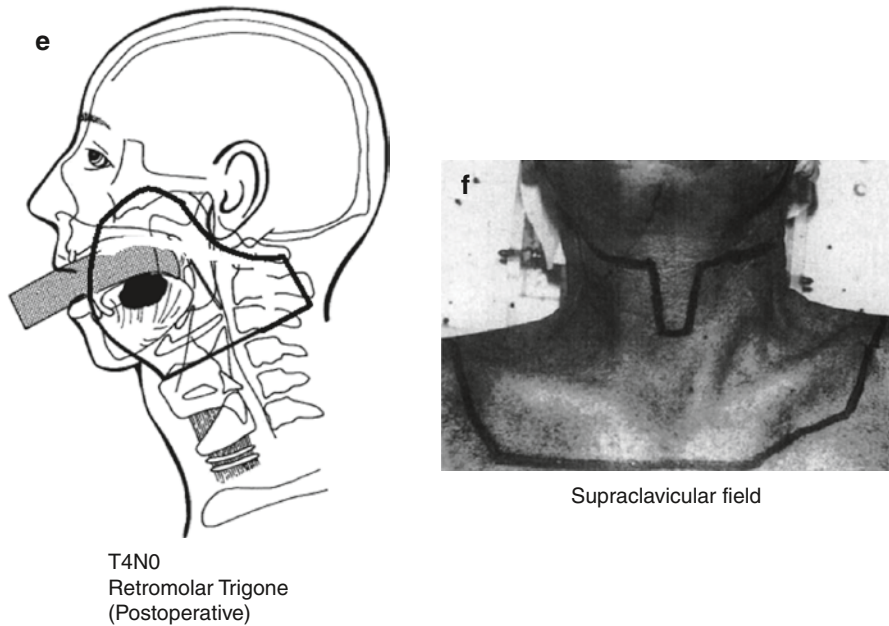 e
T4N0
Retromolar Trigone
(Postoperative)
f
Supraclavicular field